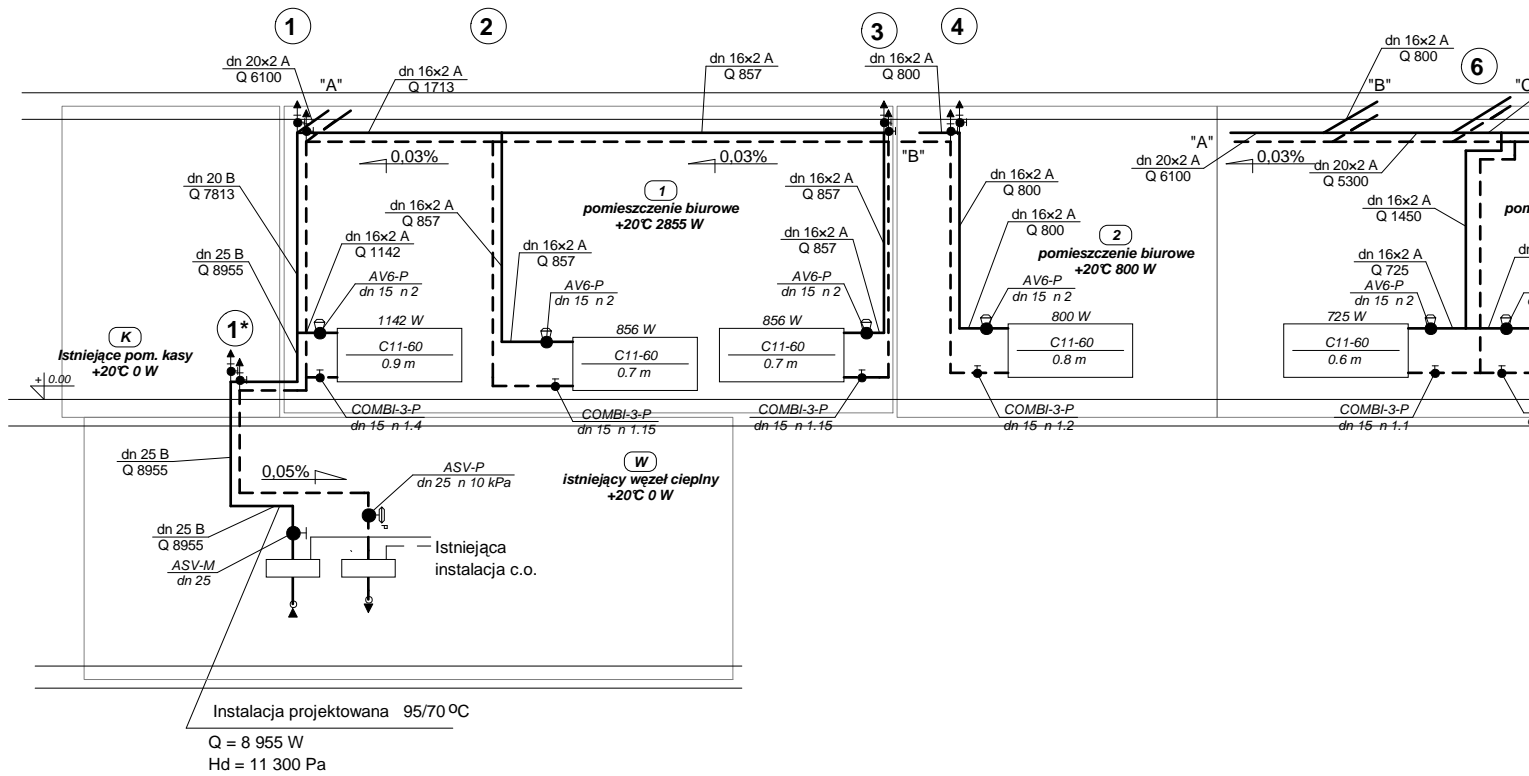 1
2
3
4
6
dn 20×2 A
Q 6100
"A"
dn 16×2 A
Q 1713
dn 16×2 A
Q 857
dn 16×2 A
Q 800
dn 16×2 A
Q 800
"B"
"C
0,03%
0,03%
"B"
"A"
dn 20×2 A
Q 6100
0,03%
dn 20×2 A
Q 5300
dn 20 B
Q 7813
dn 16×2 A
Q 857
1
pomieszczenie biurowe
+20°C 2855 W
dn 16×2 A
Q 857
dn 16×2 A
Q 800
dn 16×2 A
Q 1450
pom
dn 25 B
Q 8955
dn 16×2 A
Q 1142
dn 16×2 A
Q 857
dn 16×2 A
Q 857
dn 16×2 A
Q 800
2
pomieszczenie biurowe
+20°C 800 W
dn 16×2 A
Q 725
AV6-P
dn 15 n 2
AV6-P
dn 15 n 2
AV6-P
dn 15 n 2
AV6-P
dn 15 n 2
AV6-P
dn 15 n 2
K
Istniejące pom. kasy
+20°C 0 W
1*
1142 W
C11-60
0.9 m
856 W
C11-60
0.7 m
856 W
C11-60
0.7 m
800 W
C11-60
0.8 m
725 W
C11-60
0.6 m
+ 0.00
COMBI-3-P
dn 15 n 1.4
COMBI-3-P
dn 15 n 1.15
COMBI-3-P
dn 15 n 1.15
COMBI-3-P
dn 15 n 1.2
COMBI-3-P
dn 15 n 1.1
dn 25 B
Q 8955
0,05%
ASV-P
dn 25 n 10 kPa
W
istniejący węzeł cieplny
+20°C 0 W
dn 25 B
Q 8955
ASV-M
dn 25
Istniejąca
instalacja c.o.
Instalacja projektowana 95/70 °C
Q = 8 955 W
Hd = 11 300 Pa